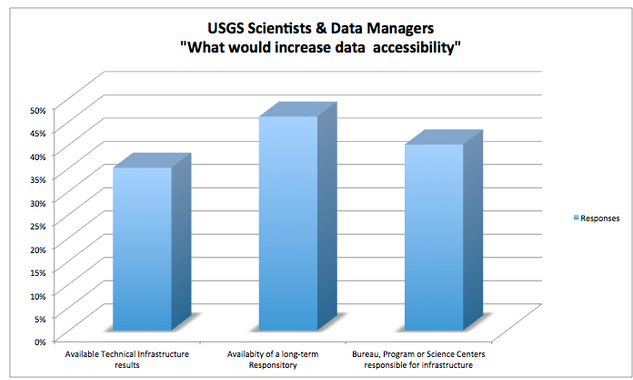 USGS Scientists & Data Managers
"What would increase data accessibility"
50%
45%
40%
35%
30%
25%
20%
15%
10%
5%
0%
Available Technical Infrastructure
results
Availabity of a long-term
Responsitory
Bureau, Program or Science Centers
responsible for infrastructure
Responses